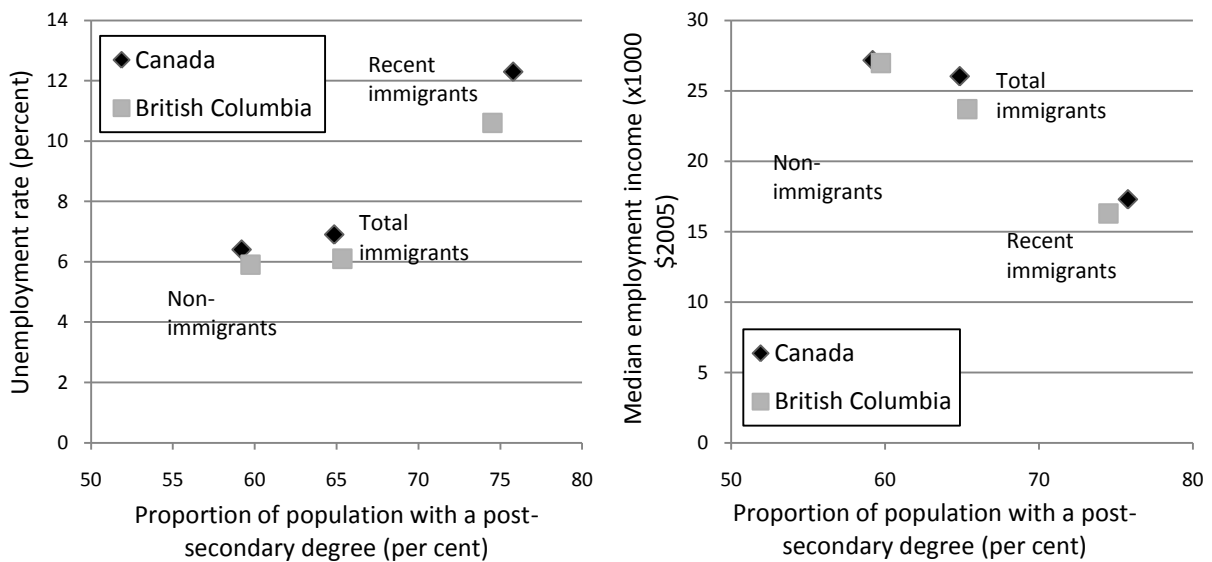 Unemployment rate (percent)
14
12
10
8
6
4
2
0
Canada
British Columbia
Recent
immigrants
Total
immigrants
Non-
immigrants
50
55
60
65
70
75
80
Proportion of population with a post-
secondary degree (per cent)
Median employment income (x1000
$2005)
30
25
20
15
10
5
0
Total
immigrants
Non-
immigrants
Recent
immigrants
Canada
British Columbia
50
60
70
80
Proportion of population with a post-
secondary degree (per cent)